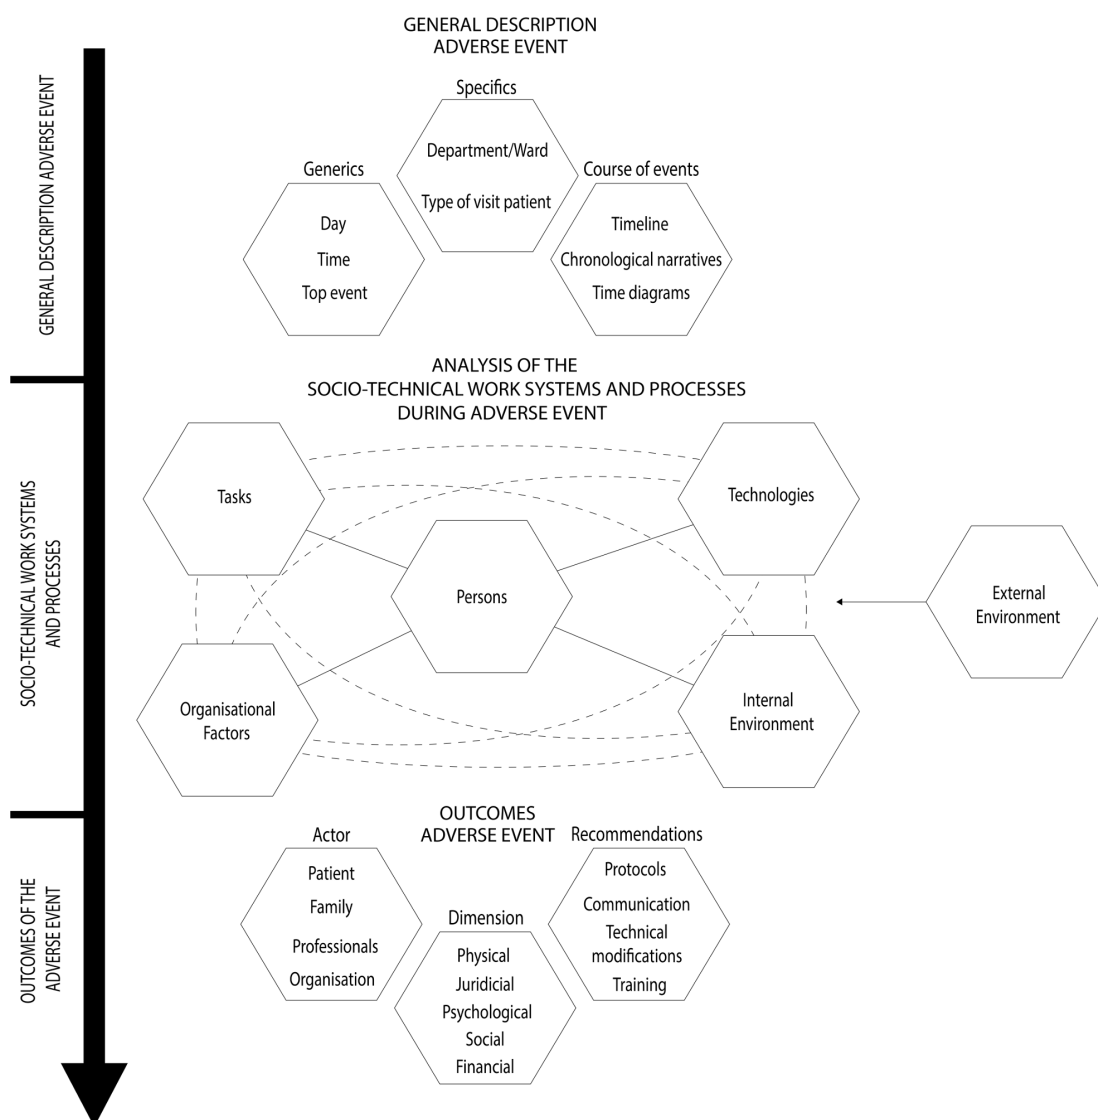 GENERAL DESCRIPTION
ADVERSE EVENT
GENERAL DESCRIPTION ADVERSE EVENT
Specifics
Department/Ward
Type of visit patient
Generics
Day
Time
Top event
Course of events
Timeline
Chronological narratives
Time diagrams
ANALYSIS OF THE
SOCIO-TECHNICAL WORK SYSTEMS AND PROCESSES
DURING ADVERSE EVENT
SOCIO-TECHNICAL WORK SYSTEMS
AND PROCESSES
Tasks
Technologies
Persons
External
Environment
Organisational
Factors
Internal
Environment
OUTCOMES
ADVERSE EVENT
OUTCOMES OF THE
ADVERSE EVENT
Actor
Patient
Family
Professionals
Organisation
Dimension
Physical
Juridicial
Psychological
Social
Financial
Recommendations
Protocols
Communication
Technical
modifications
Training